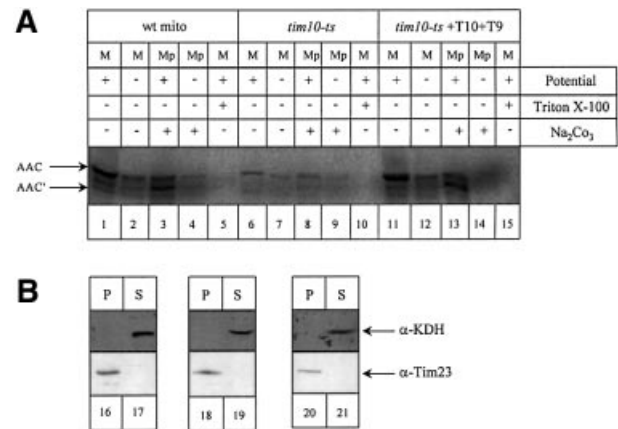 A
wt mito tim10-ts tim10-ts +T10+T9
M M Mp Mp M M M Mp Mp M M M Mp Mp M
+ - + - + + - + - + + - + - + Potential
- - - - + - - - - + - - - - + Triton X-100
- - + + - - - + + - - - + + - Na₂Co₃
AAC
AAC'
1 2 3 4 5 6 7 8 9 10 11 12 13 14 15
B
P S P S P S
α-KDH
α-Tim23
16 17 18 19 20 21